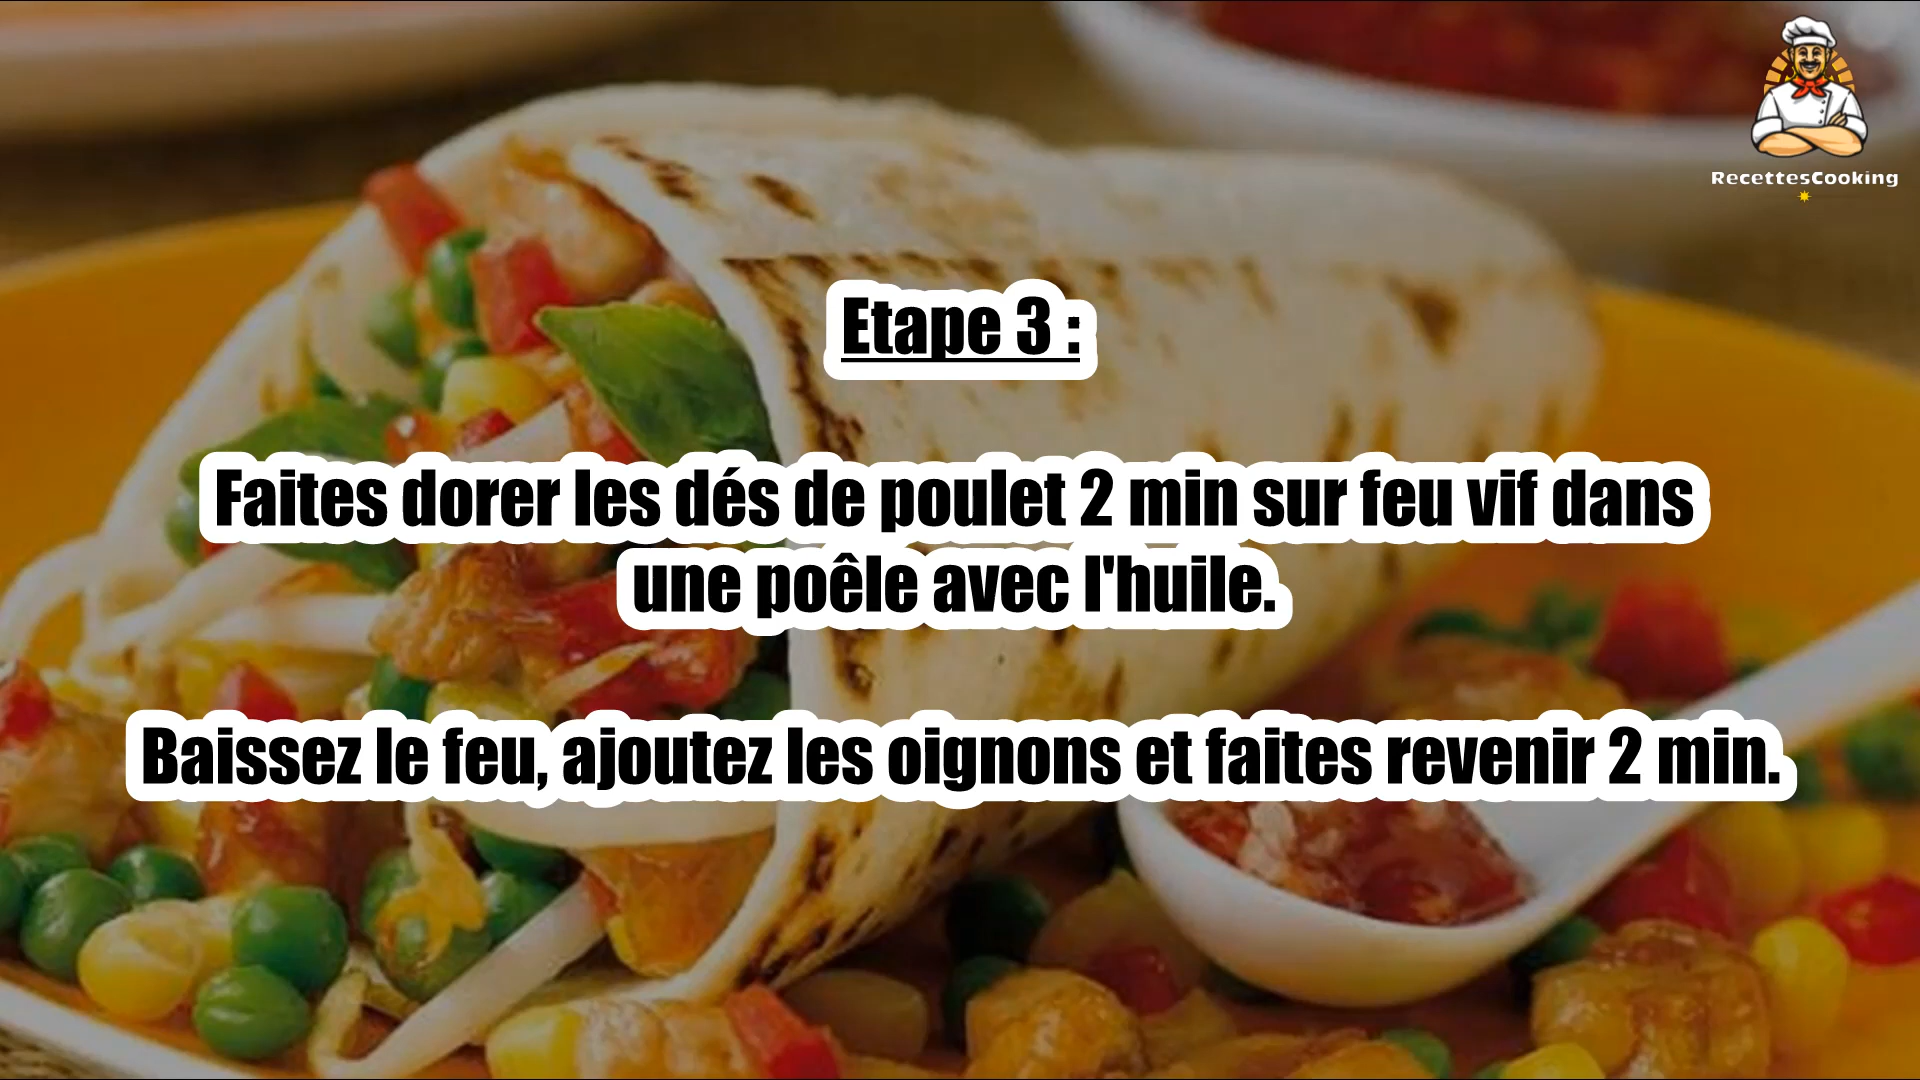 RecettesCooking
Etape 3 :
Faites dorer les dés de poulet 2 min sur feu vif dans
une poêle avec l'huile.
Baissez le feu, ajoutez les oignons et faites revenir 2 min.